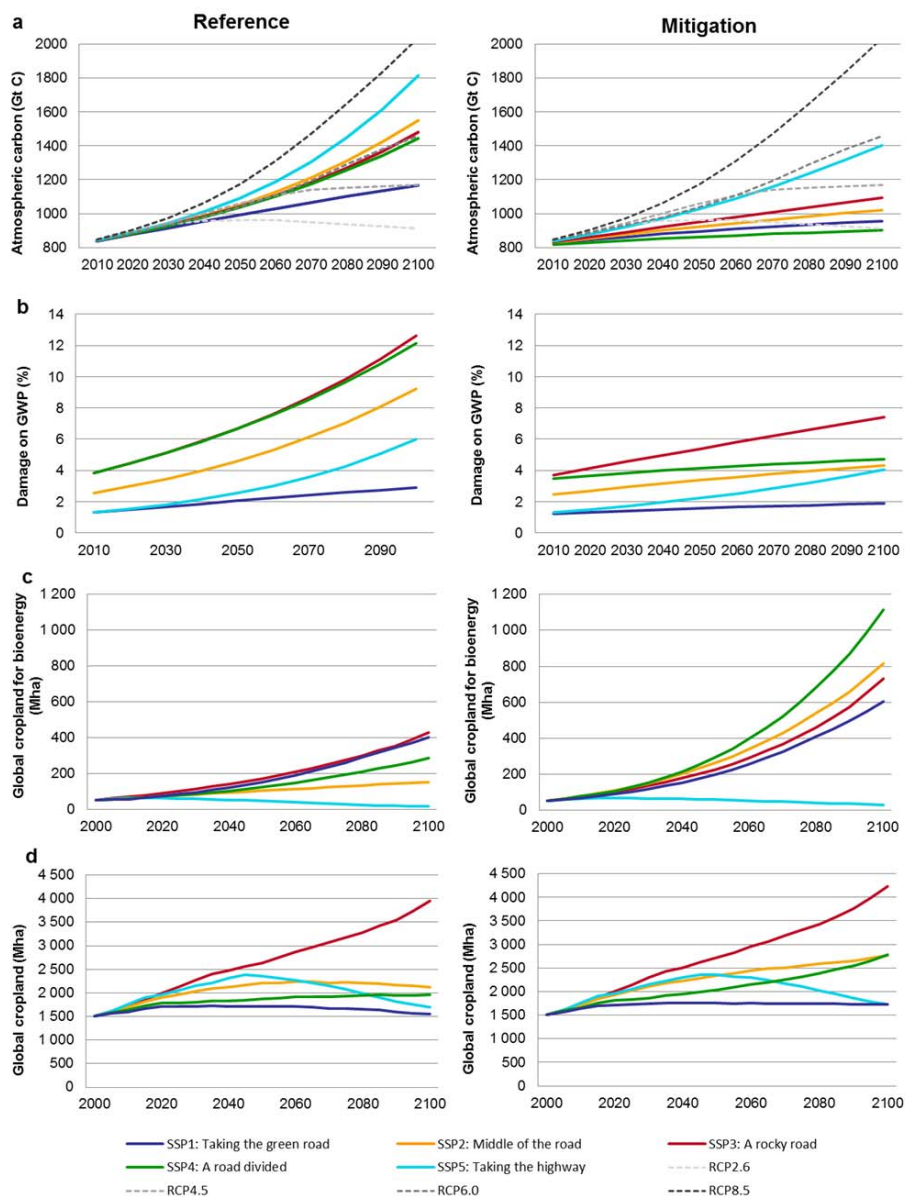 a
Reference
Mitigation
Atmospheric carbon (Gt C)
2000
1800
1600
1400
1200
1000
800
2010 2020 2030 2040 2050 2060 2070 2080 2090 2100
Atmospheric carbon (Gt C)
2000
1800
1600
1400
1200
1000
800
2010 2020 2030 2040 2050 2060 2070 2080 2090 2100
b
Damage on GWP (%)
14
12
10
8
6
4
2
0
2010 2030 2050 2070 2090
Damage on GWP (%)
14
12
10
8
6
4
2
0
2010 2020 2030 2040 2050 2060 2070 2080 2090 2100
c
Global cropland for bioenergy
(Mha)
1 200
1 000
800
600
400
200
0
2000 2020 2040 2060 2080 2100
Global cropland for bioenergy
(Mha)
1 200
1 000
800
600
400
200
0
2000 2020 2040 2060 2080 2100
d
Global cropland (Mha)
4 500
4 000
3 500
3 000
2 500
2 000
1 500
1 000
500
0
2000 2020 2040 2060 2080 2100
Global cropland (Mha)
4 500
4 000
3 500
3 000
2 500
2 000
1 500
1 000
500
0
2000 2020 2040 2060 2080 2100
SSP1: Taking the green road SSP2: Middle of the road SSP3: A rocky road
SSP4: A road divided SSP5: Taking the highway RCP2.6
RCP4.5 RCP6.0 RCP8.5